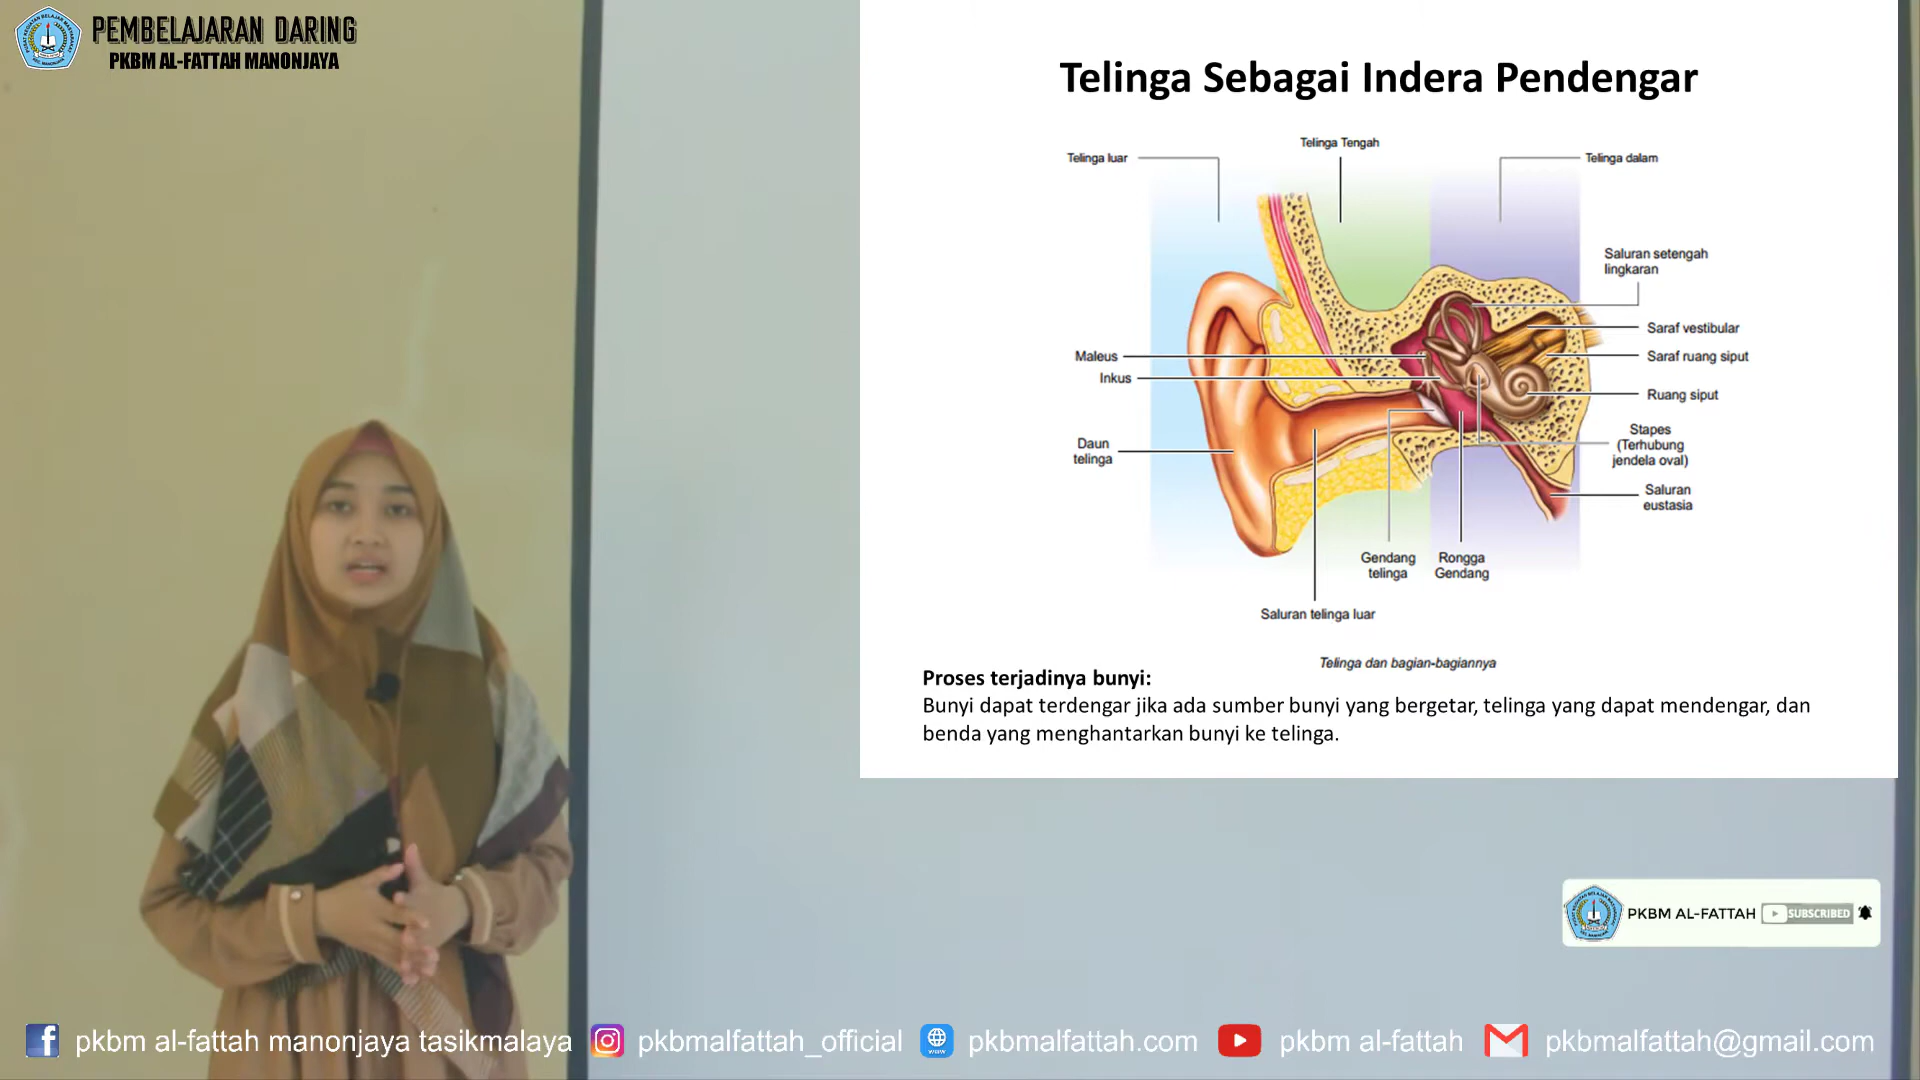 PEMBELAJARAN DARING
PKBM AL-FATTAH MANONJAYA
Telinga Sebagai Indera Pendengar
Telinga Tengah
Telinga luar
Telinga dalam
Saluran setengah
lingkaran
Saraf vestibular
Maleus
Saraf ruang siput
Inkus
Ruang siput
Daun
telinga
Stapes
(Terhubung
jendela oval)
Saluran
eustasia
Gendang
telinga
Rongga
Gendang
Saluran telinga luar
Telinga dan bagian-bagiannya
Proses terjadinya bunyi:
Bunyi dapat terdengar jika ada sumber bunyi yang bergetar, telinga yang dapat mendengar, dan
benda yang menghantarkan bunyi ke telinga.
PKBM AL-FATTAH SUBSCRIBED
pkbm al-fattah manonjaya tasikmalaya pkbmalfattah_official pkbmalfattah.com pkbm al-fattah pkbmalfattah@gmail.com